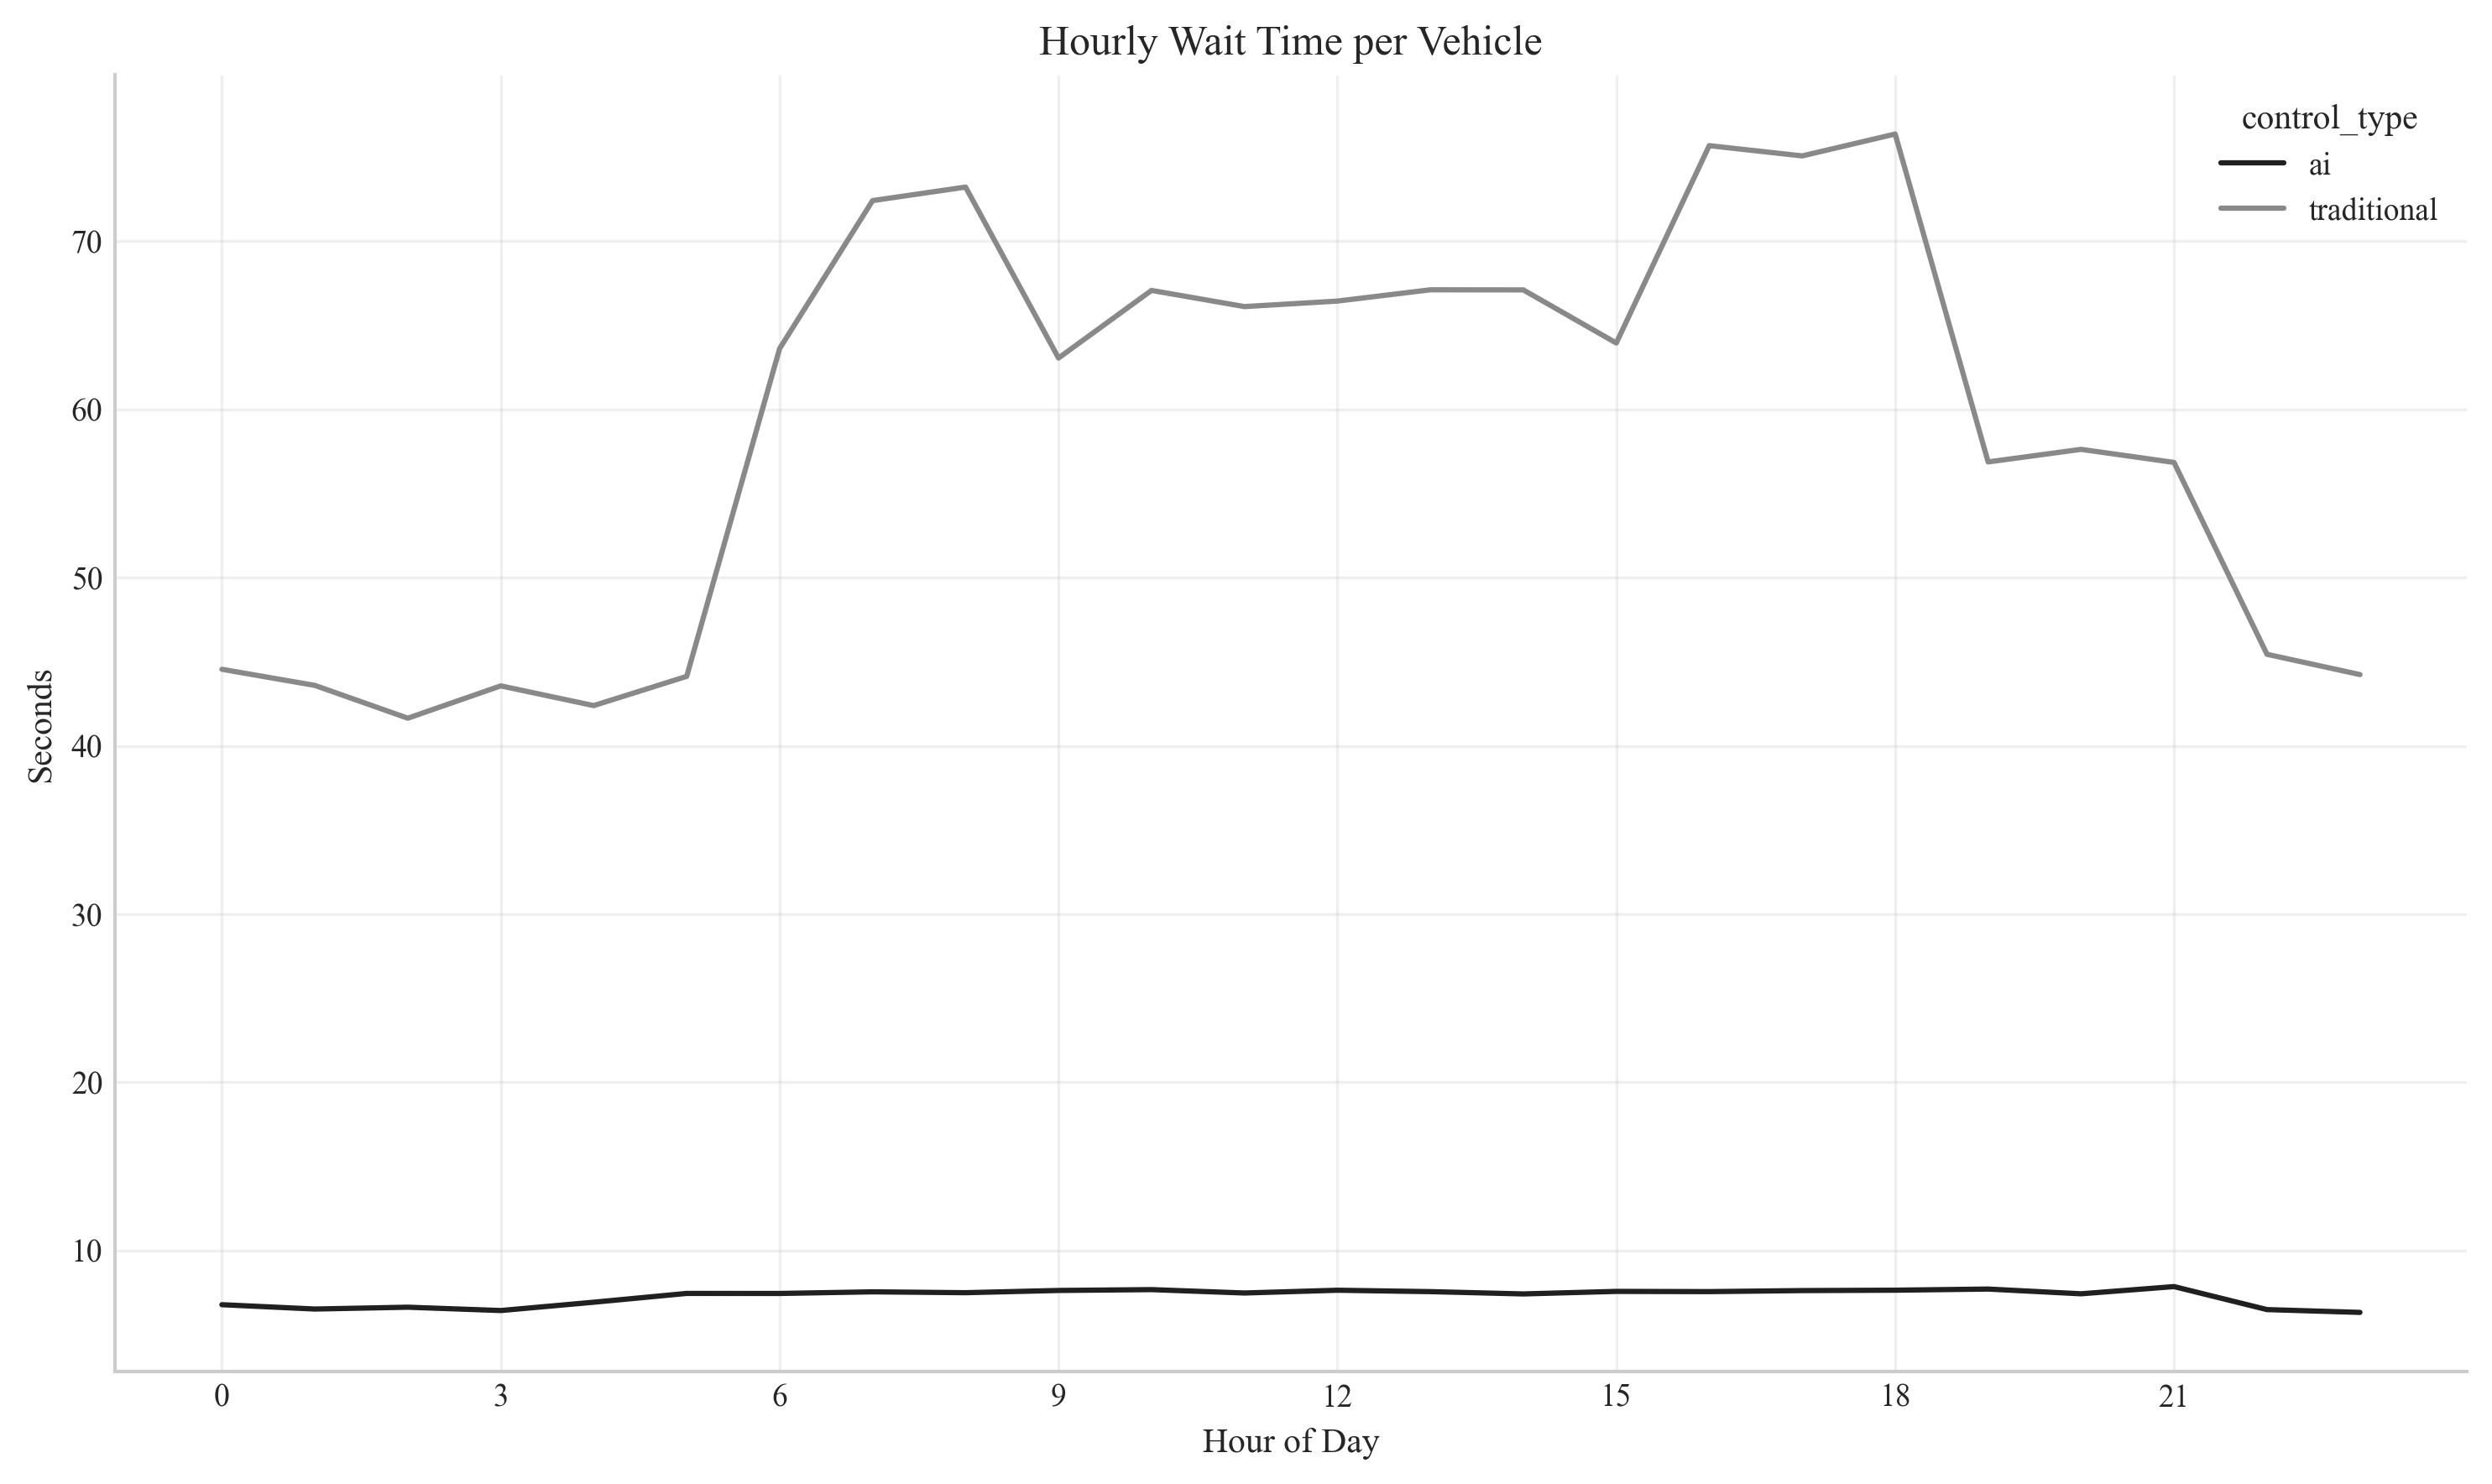 Hourly Wait Time per Vehicle
control_type
ai
traditional
70
60
50
40
30
20
10
Seconds
0 3 6 9 12 15 18 21
Hour of Day